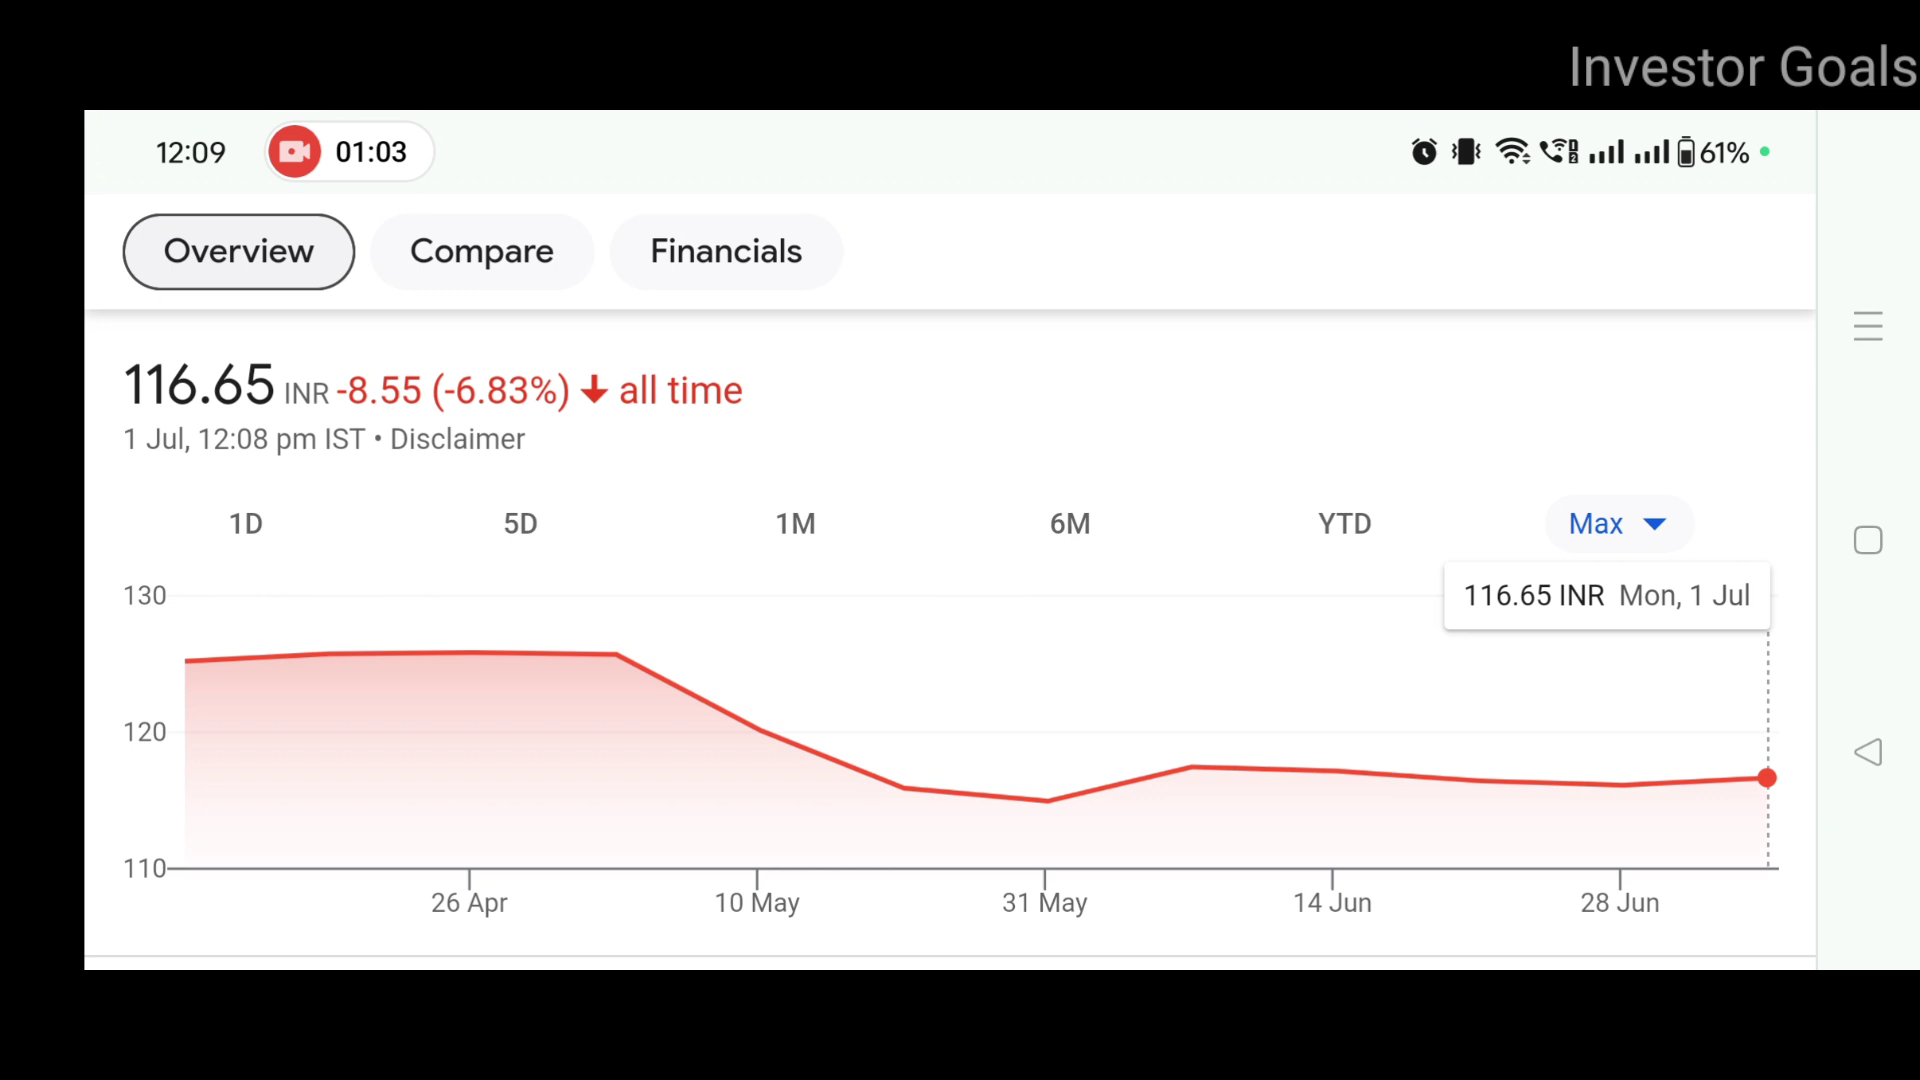 Investor Goals
12:09 01:03 61%
Overview Compare Financials
116.65 INR -8.55 (-6.83%) ↓ all time
1 Jul, 12:08 pm IST • Disclaimer
1D 5D 1M 6M YTD Max
116.65 INR Mon, 1 Jul
130
120
110
26 Apr 10 May 31 May 14 Jun 28 Jun